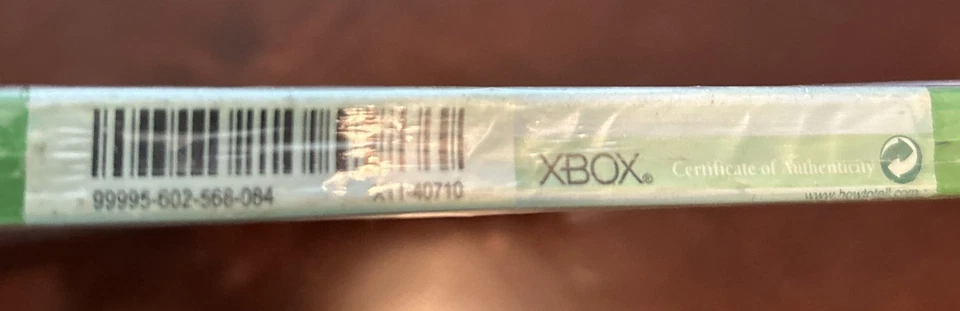 99995-602-568-084
X11-40710
XBOX®
Certificate of Authenticity
www.howtotell.com